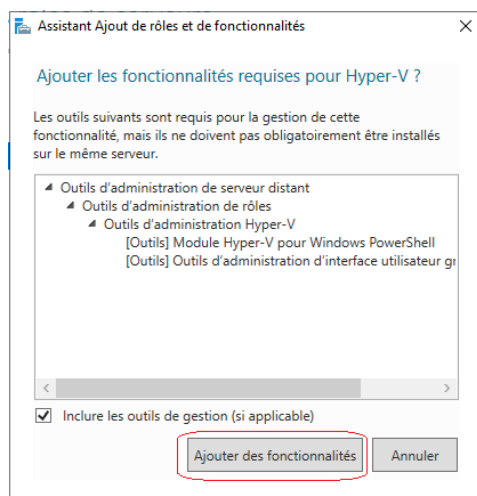 Assistant Ajout de rôles et de fonctionnalités
Ajouter les fonctionnalités requises pour Hyper-V ?
Les outils suivants sont requis pour la gestion de cette
fonctionnalité, mais ils ne doivent pas obligatoirement être installés
sur le même serveur.
Outils d'administration de serveur distant
Outils d'administration de rôles
Outils d'administration Hyper-V
[Outils] Module Hyper-V pour Windows PowerShell
[Outils] Outils d'administration d'interface utilisateur
Inclure les outils de gestion (si applicable)
Ajouter des fonctionnalités
Annuler